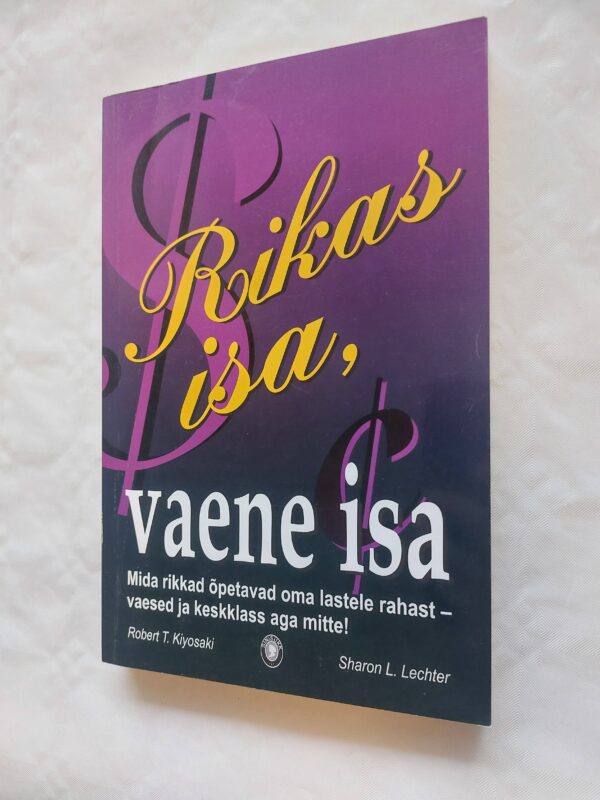 Rikas
isa,
vaene isa
Mida rikkad õpetavad oma lastele rahast –
vaesed ja keskklass aga mitte!
Robert T. Kiyosaki
Sharon L. Lechter